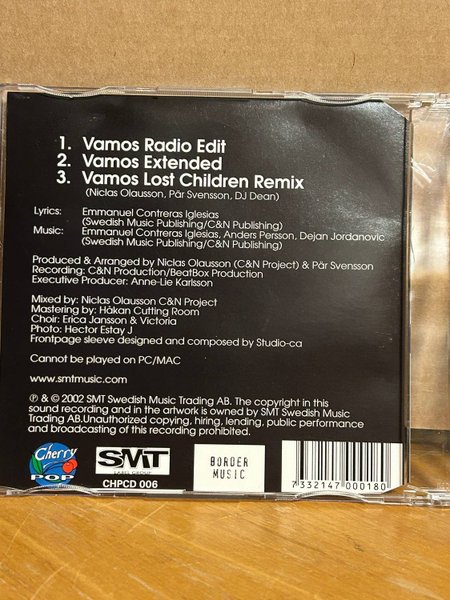 1. Vamos Radio Edit
2. Vamos Extended
3. Vamos Lost Children Remix
(Niclas Olausson, Pär Svensson, DJ Dean)
Lyrics: Emmanuel Contreras Iglesias
(Swedish Music Publishing/C&N Publishing)
Music: Emmanuel Contreras Iglesias, Anders Persson, Dejan Jordanovic
(Swedish Music Publishing/C&N Publishing)
Produced & Arranged by Niclas Olausson (C&N Project) & Pär Svensson
Recording: C&N Production/BeatBox Production
Executive Producer: Anne-Lie Karlsson
Mixed by: Niclas Olausson C&N Project
Mastering by: Håkan Cutting Room
Choir: Erica Jansson & Victoria
Photo: Hector Estay J
Frontpage sleeve designed and composed by Studio-ca
Cannot be played on PC/MAC
www.smtmusic.com
℗ & © 2002 SMT Swedish Music Trading AB. The copyright in this
sound recording and in the artwork is owned by SMT Swedish Music
Trading AB.Unauthorized copying, hiring, lending, public performance
and broadcasting of this recording prohibited.
Cherry
POP
SMT
LABEL GROUP
CHPCD 006
BORDER
MUSIC
7 332147 000180